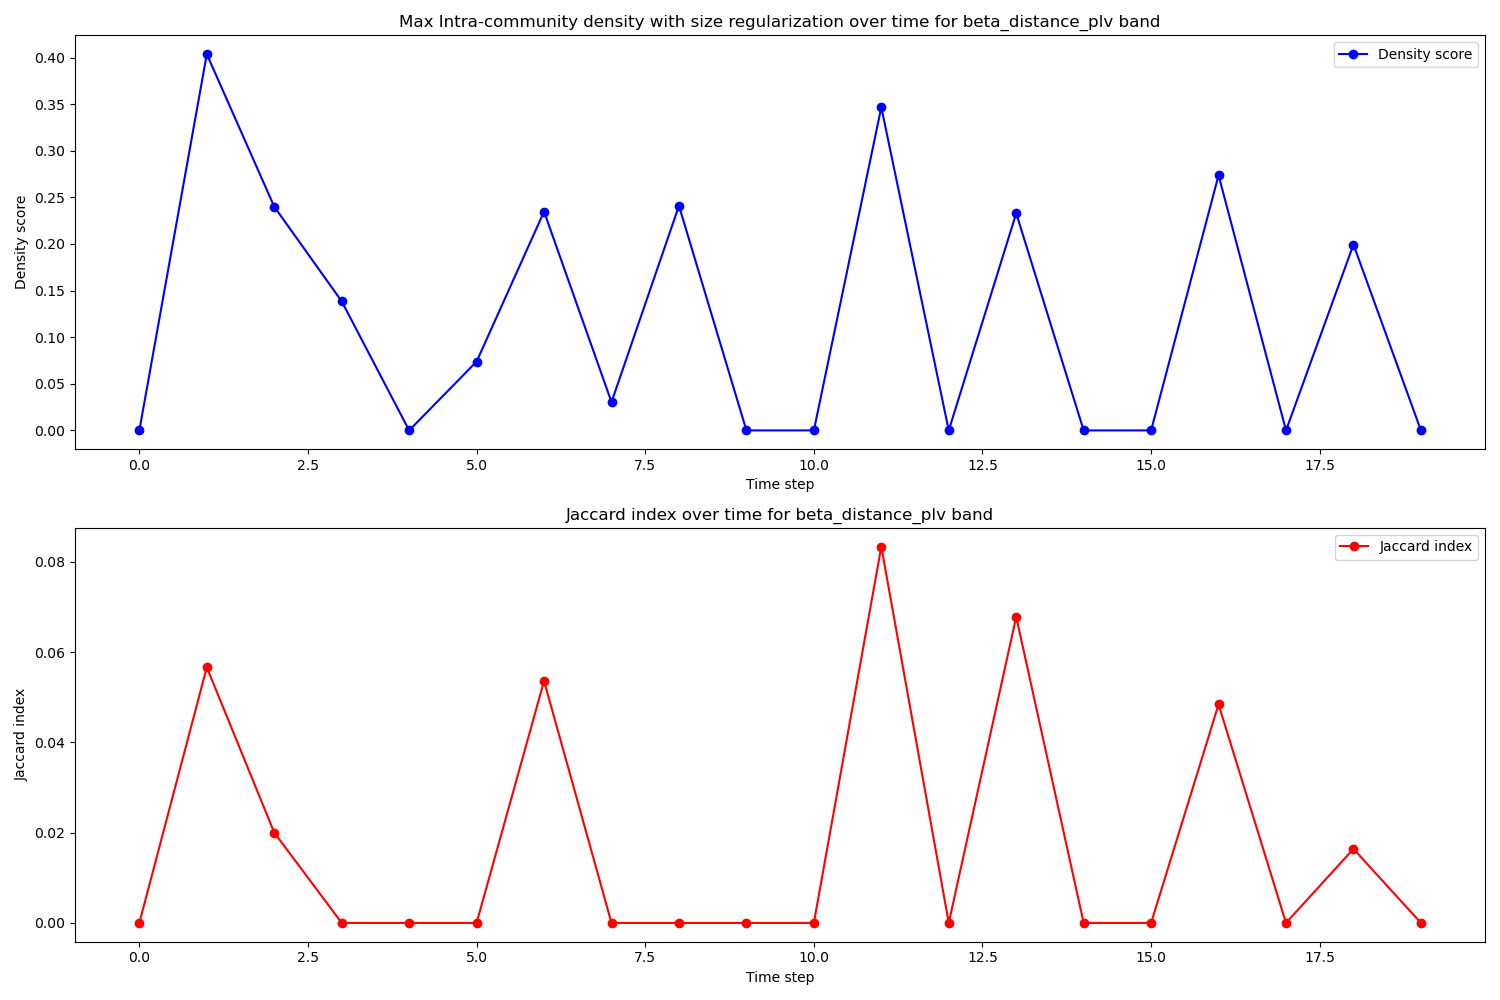 Max Intra-community density with size regularization over time for beta_distance_plv band
Density score
0.40
0.35
0.30
0.25
0.20
0.15
0.10
0.05
0.00
Density score
0.0 2.5 5.0 7.5 10.0 12.5 15.0 17.5
Time step
Jaccard index over time for beta_distance_plv band
Jaccard index
0.08
0.06
0.04
0.02
0.00
Jaccard index
0.0 2.5 5.0 7.5 10.0 12.5 15.0 17.5
Time step